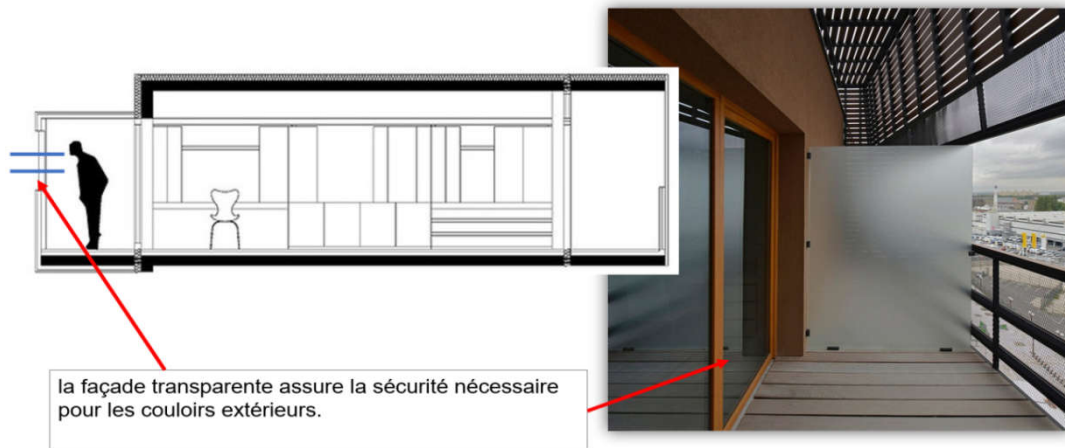 la façade transparente assure la sécurité nécessaire
pour les couloirs extérieurs.